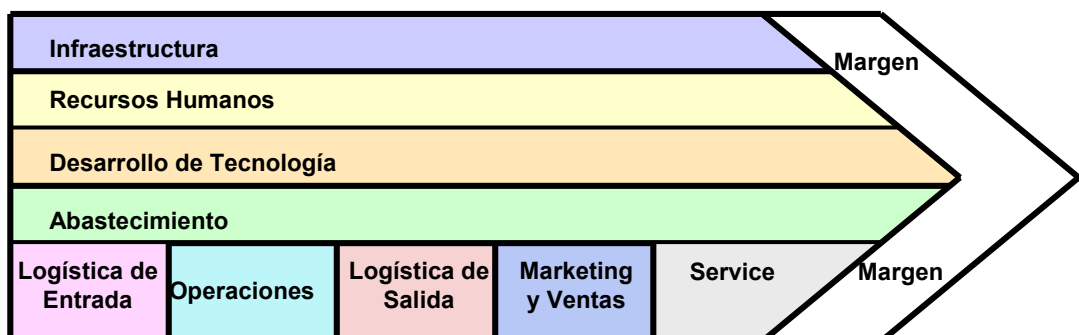 Infraestructura
Margen
Recursos Humanos
Desarrollo de Tecnología
Abastecimiento
Logística de
Entrada
Operaciones
Logística de
Salida
Marketing
y Ventas
Service
Margen